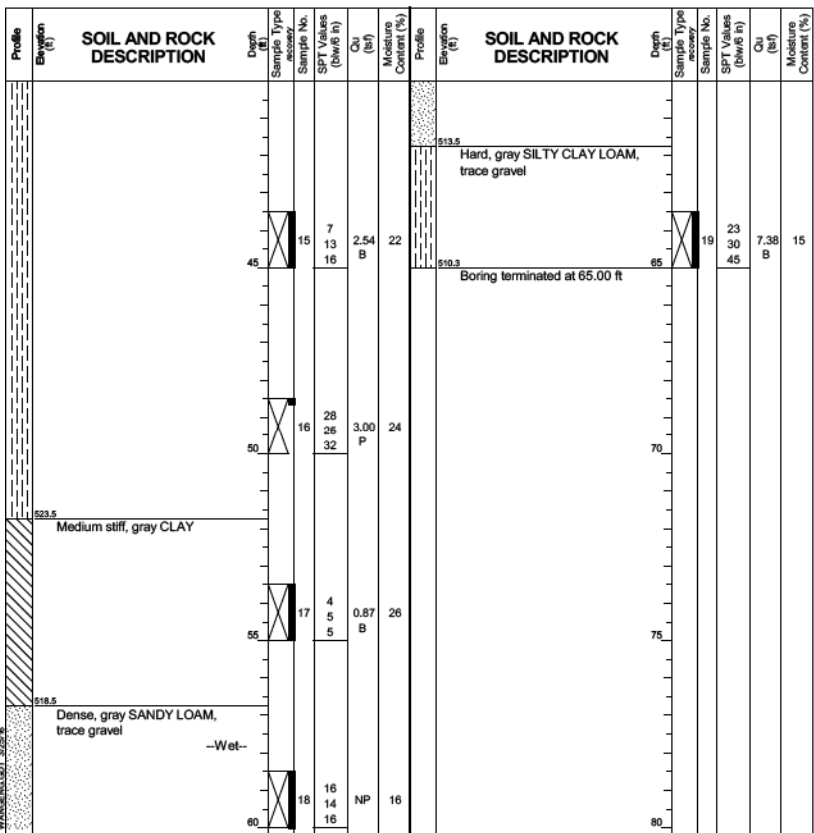 Profile
Elevation (ft)
SOIL AND ROCK
DESCRIPTION
Depth (ft)
Sample Type
recovery
Sample No.
SPT Values
(blw/6 in)
Qu
(tsf)
Moisture
Content (%)
15
7
13
16
2.54
B
22
45
16
28
26
32
3.00
P
24
50
523.5
Medium stiff, gray CLAY
17
4
5
5
0.87
B
26
55
518.5
Dense, gray SANDY LOAM,
trace gravel
--Wet--
18
16
14
16
NP
16
60
Profile
Elevation
(ft)
SOIL AND ROCK
DESCRIPTION
Depth
(ft)
Sample Type
recovery
Sample No.
SPT Values
(blw/6 in)
Qu
(tsf)
Moisture
Content (%)
513.5
Hard, gray SILTY CLAY LOAM,
trace gravel
19
23
30
45
7.38
B
15
65
510.3
Boring terminated at 65.00 ft
70
75
80